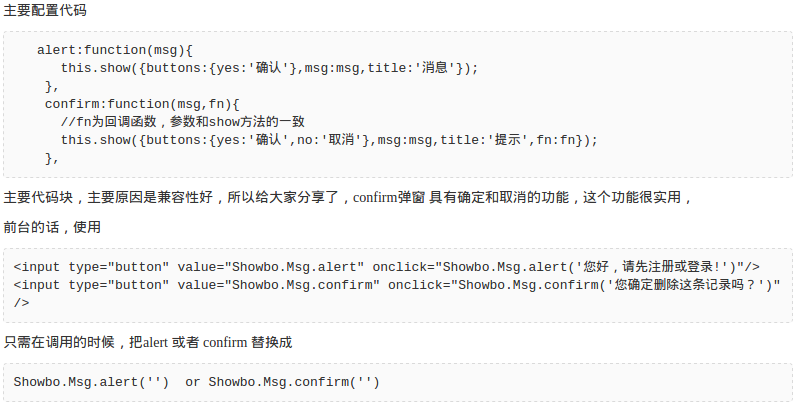 主要配置代码
alert:function(msg){
this.show({buttons:{yes:'确认'},msg:msg,title:'消息'});
},
confirm:function(msg,fn){
//fn为回调函数，参数和show方法的一致
this.show({buttons:{yes:'确认',no:'取消'},msg:msg,title:'提示',fn:fn});
},
主要代码块，主要原因是兼容性好，所以给大家分享了，confirm弹窗 具有确定和取消的功能，这个功能很实用，
前台的话，使用
<input type="button" value="Showbo.Msg.alert" onclick="Showbo.Msg.alert('您好，请先注册或登录!')"/>
<input type="button" value="Showbo.Msg.confirm" onclick="Showbo.Msg.confirm('您确定删除这条记录吗？')"
/>
只需在调用的时候，把alert 或者 confirm 替换成
Showbo.Msg.alert('')  or Showbo.Msg.confirm('')